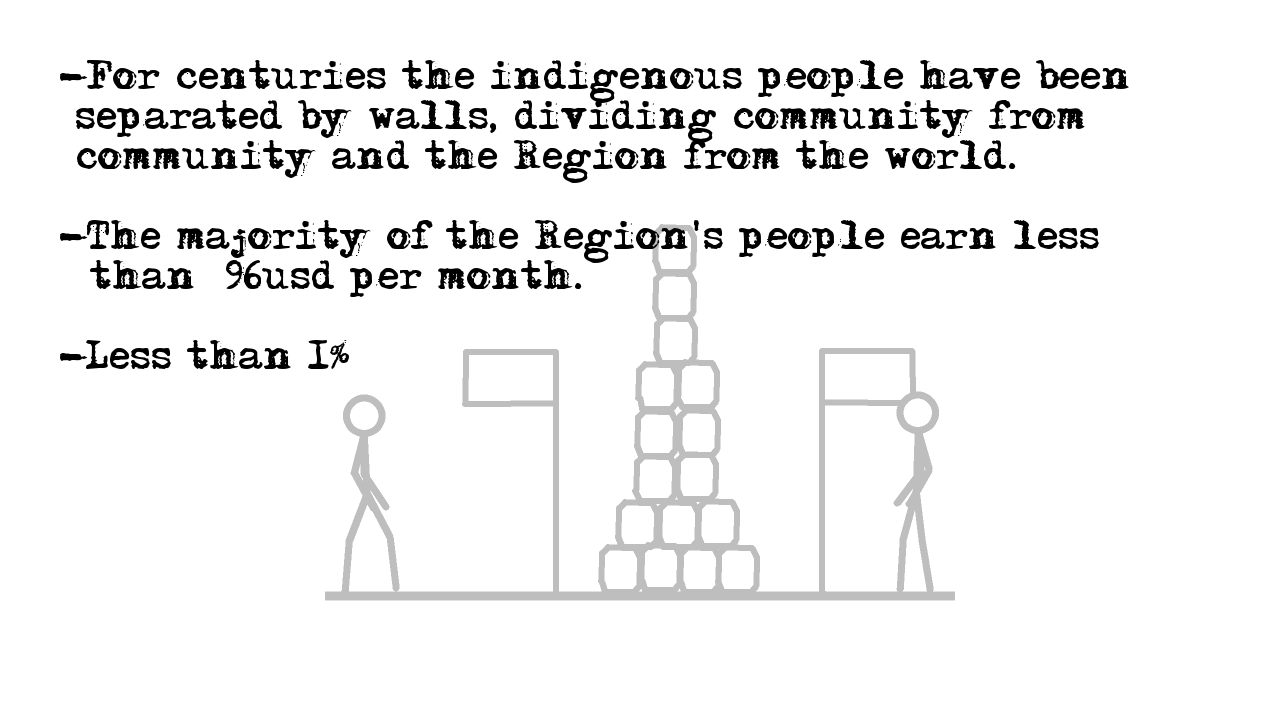 -For centuries the indigenous people have been
separated by walls, dividing community from
community and the Region from the world.
-The majority of the Region's people earn less
than 96usd per month.
-Less than 1%